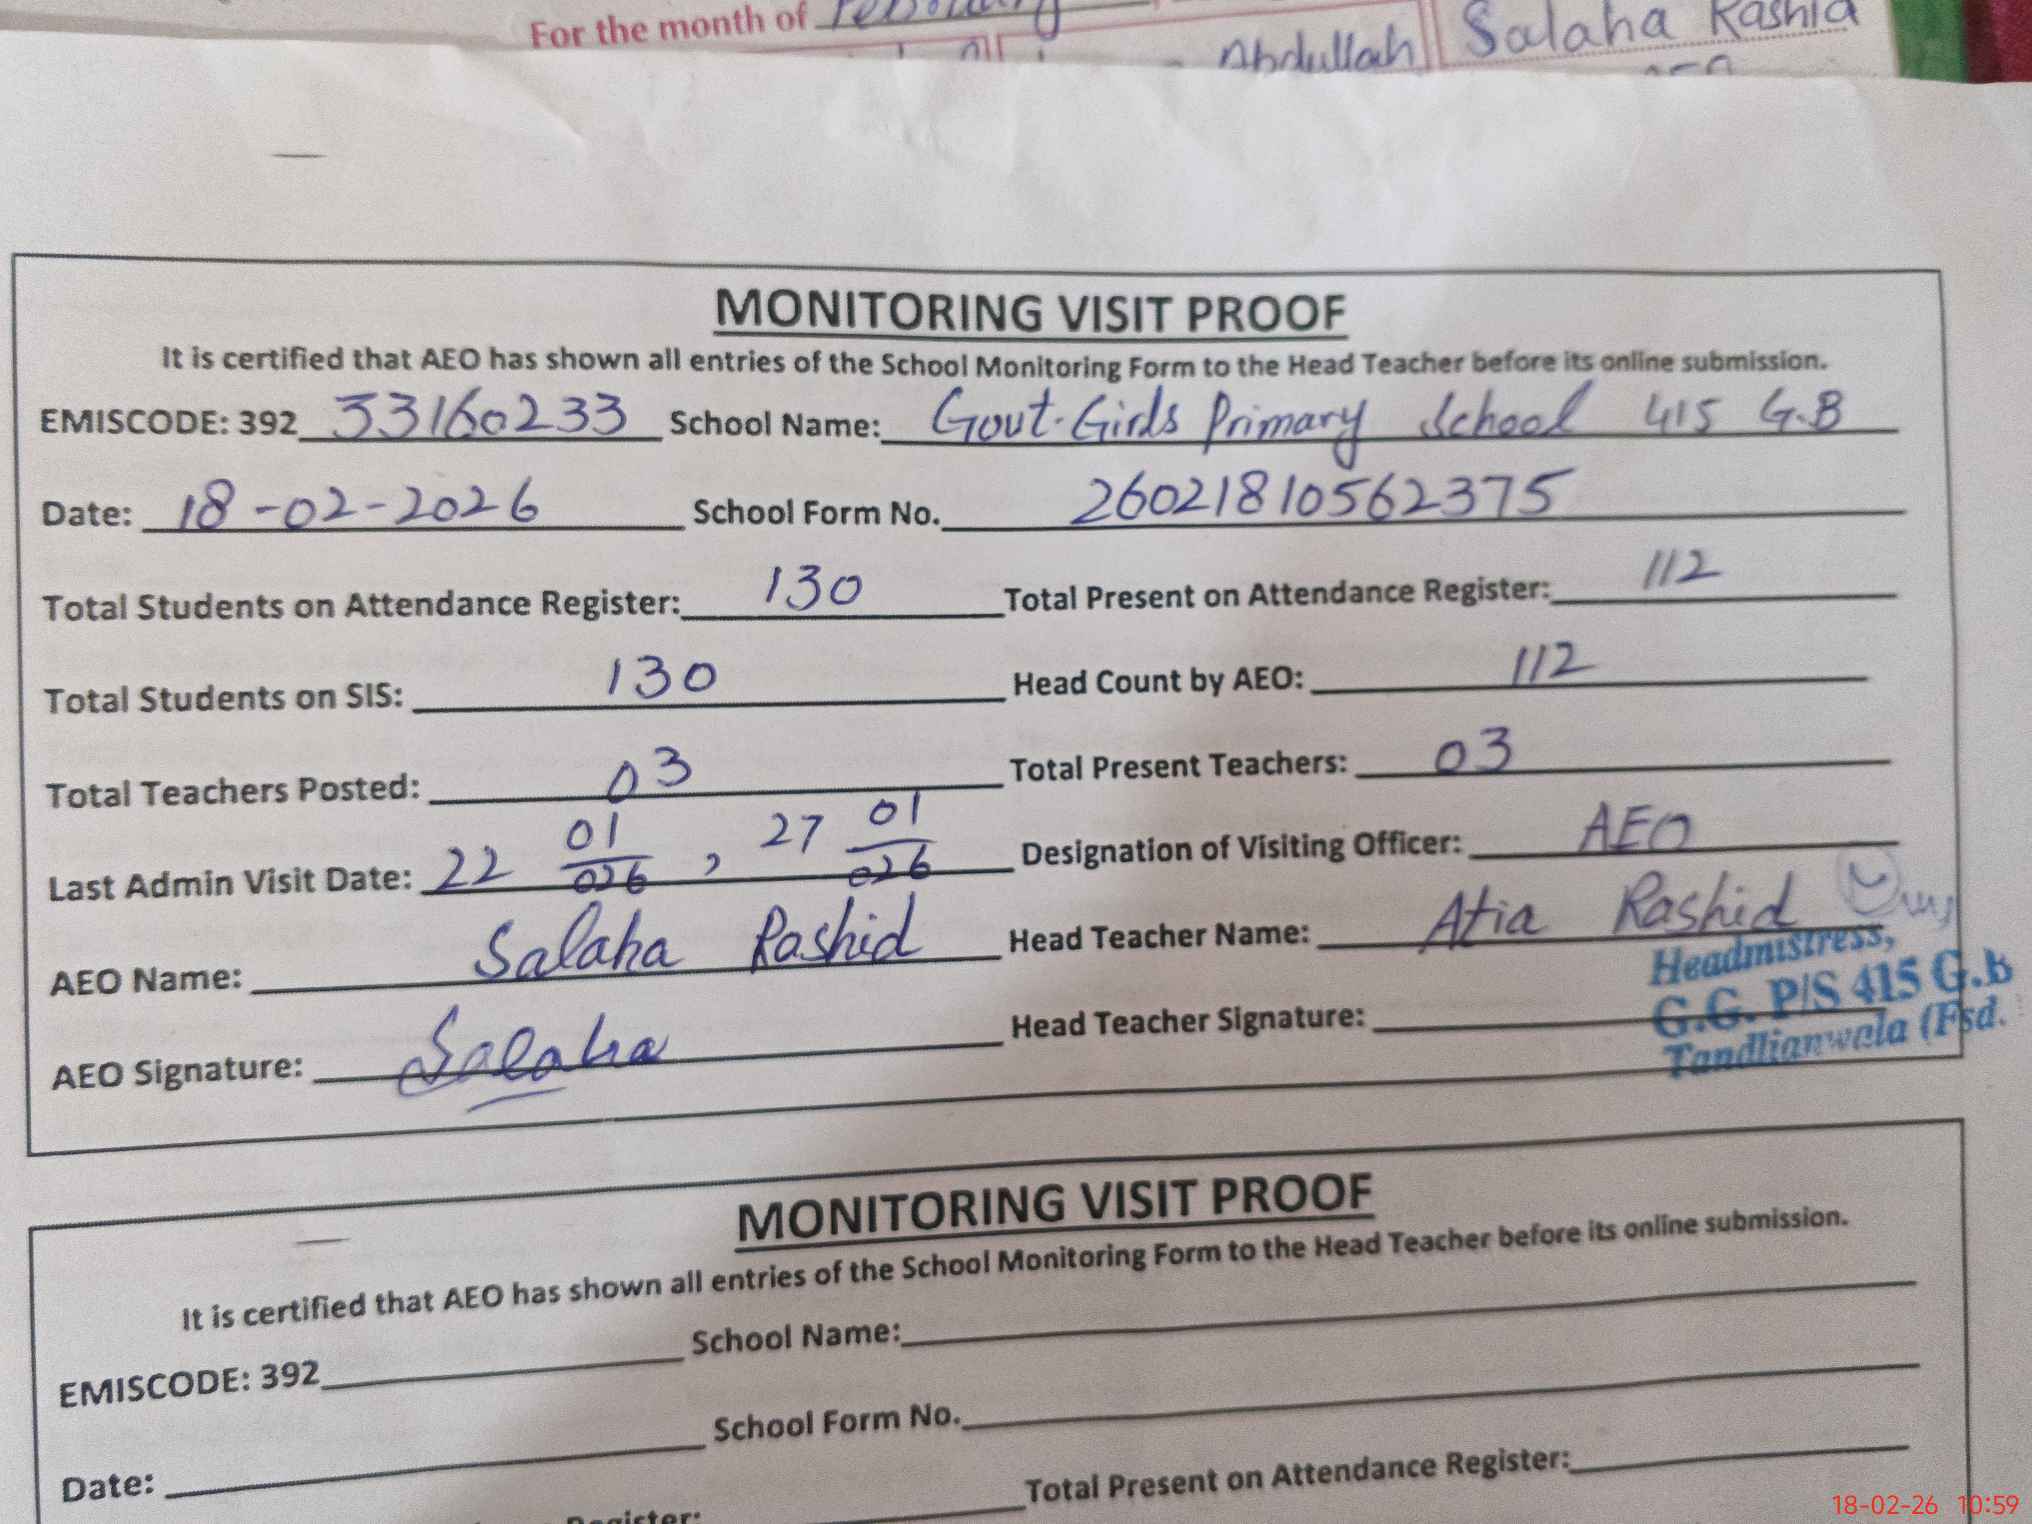 For the month of February
Abdullah
Salaha Rashid
MONITORING VISIT PROOF
It is certified that AEO has shown all entries of the School Monitoring Form to the Head Teacher before its online submission.
EMISCODE: 392 33160233 School Name: Govt. Girls Primary School 415 G.B
Date: 18-02-2026 School Form No. 26021810562375
Total Students on Attendance Register: 130 Total Present on Attendance Register: 112
Total Students on SIS: 130 Head Count by AEO: 112
Total Teachers Posted: 03 Total Present Teachers: 03
Last Admin Visit Date: 22 01/026, 27 01/026 Designation of Visiting Officer: AEO
AEO Name: Salaha Rashid Head Teacher Name: Atia Rashid
AEO Signature: Salaha Head Teacher Signature:
Headmistress,
G.G. P/S 415 G.B
Tandlianwala (Fsd.
MONITORING VISIT PROOF
It is certified that AEO has shown all entries of the School Monitoring Form to the Head Teacher before its online submission.
EMISCODE: 392 School Name:
Date: School Form No.
Register: Total Present on Attendance Register:
18-02-26 10:59